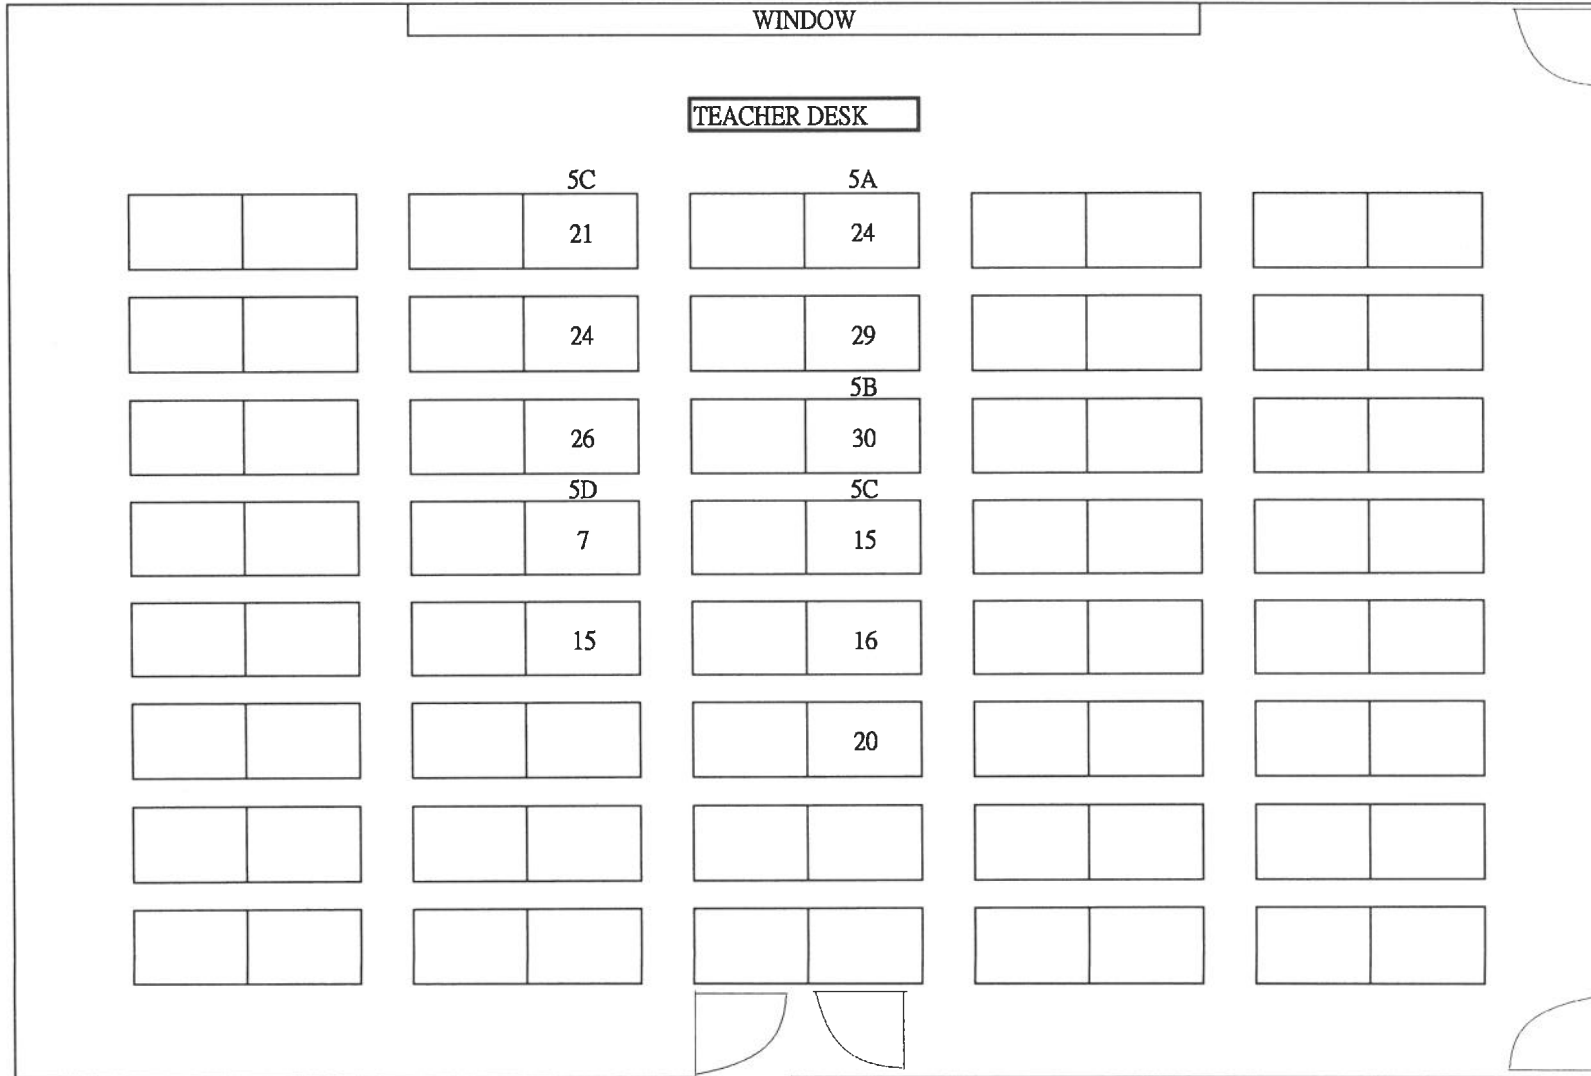 WINDOW
TEACHER DESK
5C 5A
21 24
24 29
5B
26 30
5D 5C
7 15
15 16
20